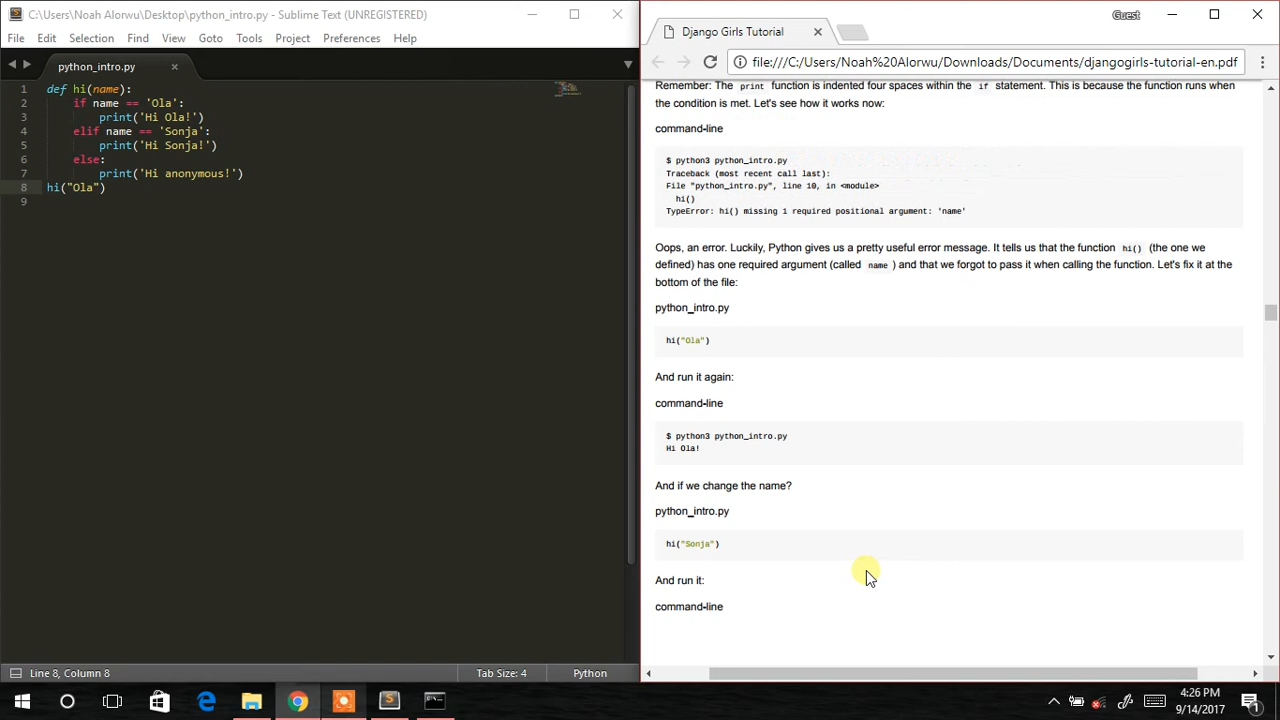 C:\Users\Noah Alorwu\Desktop\python_intro.py - Sublime Text (UNREGISTERED)
File Edit Selection Find View Goto Tools Project Preferences Help
python_intro.py
1 def hi(name):
2 if name == 'Ola':
3 print('Hi Ola!')
4 elif name == 'Sonja':
5 print('Hi Sonja!')
6 else:
7 print('Hi anonymous!')
8 hi("Ola")
9
Line 8, Column 8
Tab Size: 4
Python
Guest
Django Girls Tutorial
file:///C:/Users/Noah%20Alorwu/Downloads/Documents/djangogirls-tutorial-en.pdf
Remember: The print function is indented four spaces within the if statement. This is because the function runs when
the condition is met. Let's see how it works now:
command-line
$ python3 python_intro.py
Traceback (most recent call last):
File "python_intro.py", line 10, in <module>
hi()
TypeError: hi() missing 1 required positional argument: 'name'
Oops, an error. Luckily, Python gives us a pretty useful error message. It tells us that the function hi() (the one we
defined) has one required argument (called name ) and that we forgot to pass it when calling the function. Let's fix it at the
bottom of the file:
python_intro.py
hi("Ola")
And run it again:
command-line
$ python3 python_intro.py
Hi Ola!
And if we change the name?
python_intro.py
hi("Sonja")
And run it:
command-line
4:26 PM
9/14/2017